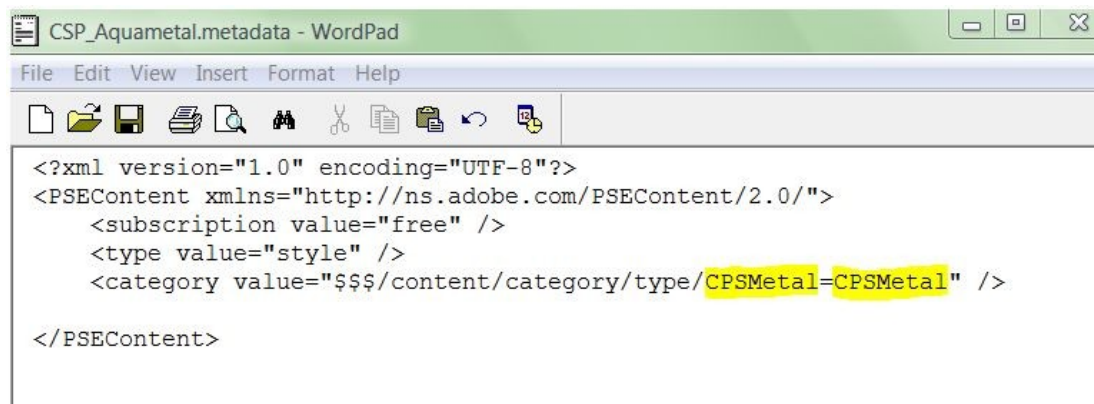 CSP_Aquametal.metadata - WordPad
File Edit View Insert Format Help
<?xml version="1.0" encoding="UTF-8"?>
<PSEContent xmlns="http://ns.adobe.com/PSEContent/2.0/">
<subscription value="free" />
<type value="style" />
<category value="$$$/content/category/type/CPSMetal=CPSMetal" />
</PSEContent>